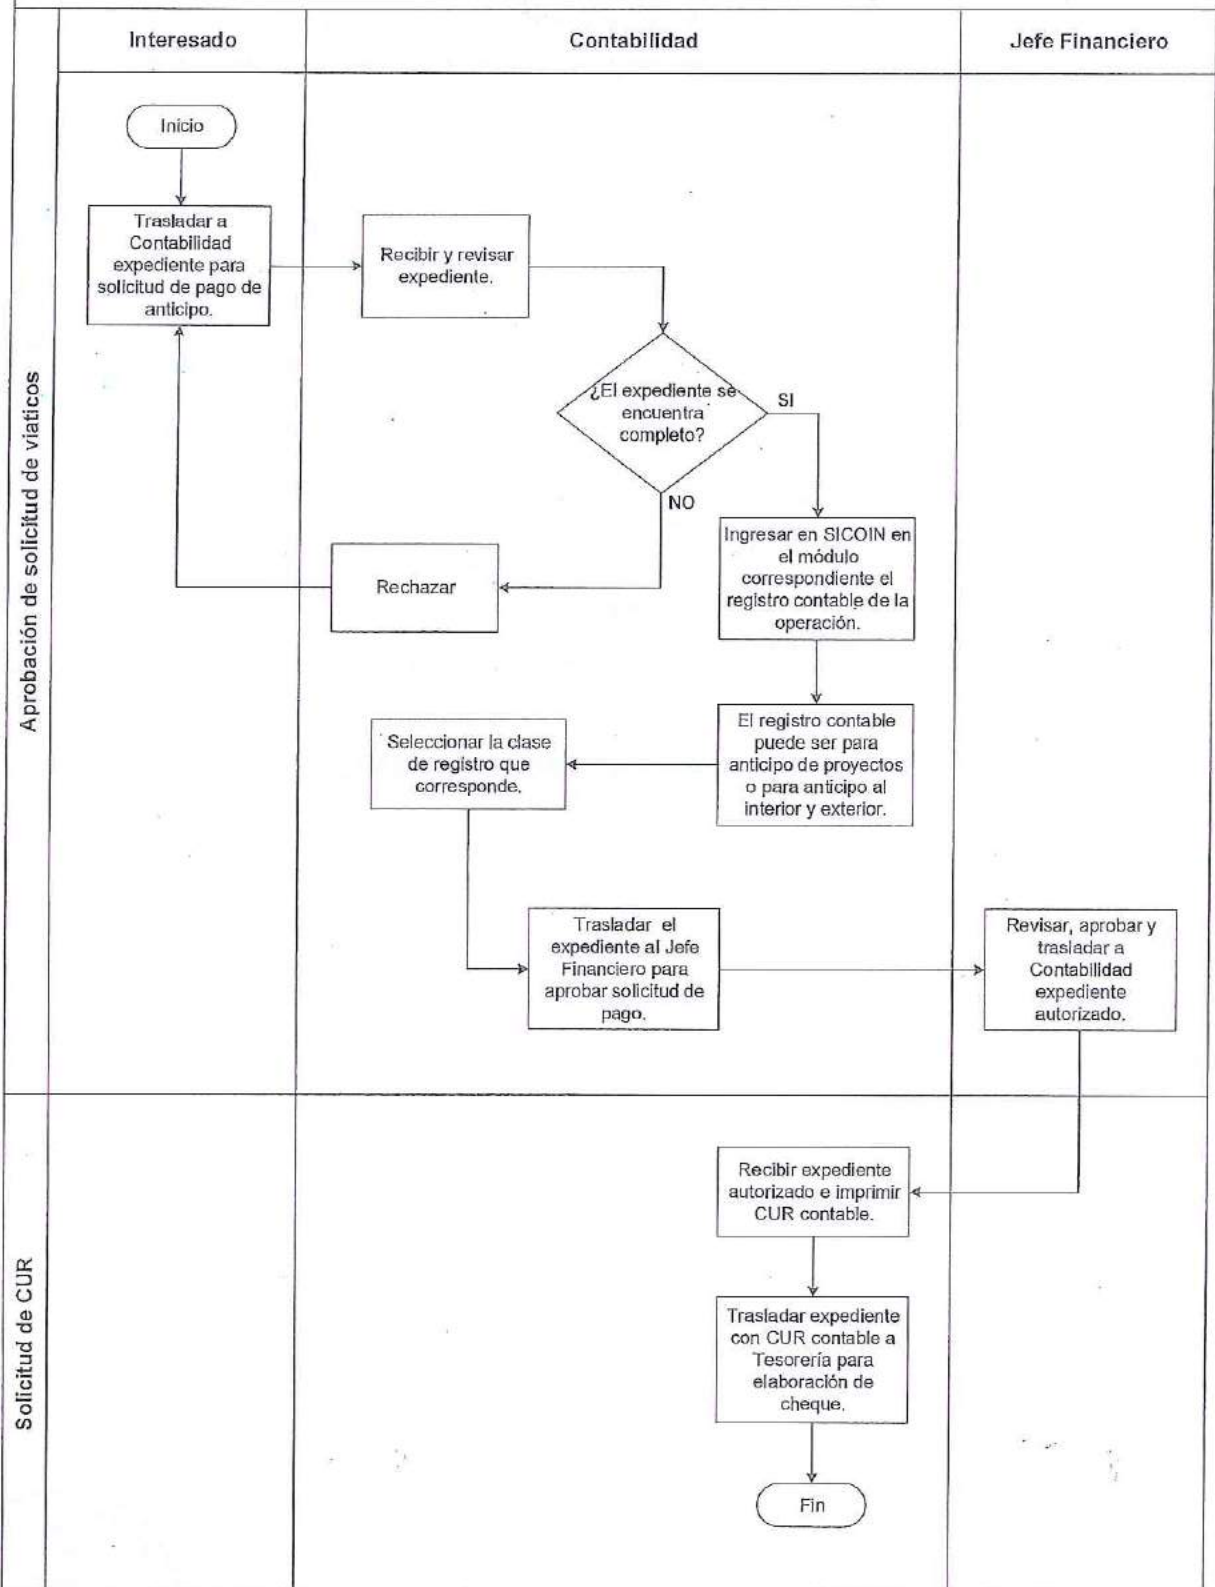 Interesado
Contabilidad
Jefe Financiero
Aprobación de solicitud de viaticos
Inicio
Trasladar a
Contabilidad
expediente para
solicitud de pago de
anticipo.
Recibir y revisar
expediente.
¿El expediente se
encuentra
completo?
SI
NO
Rechazar
Ingresar en SICOIN en
el módulo
correspondiente el
registro contable de la
operación.
El registro contable
puede ser para
anticipo de proyectos
o para anticipo al
interior y exterior.
Seleccionar la clase
de registro que
corresponde.
Trasladar el
expediente al Jefe
Financiero para
aprobar solicitud de
pago.
Revisar, aprobar y
trasladar a
Contabilidad
expediente
autorizado.
Solicitud de CUR
Recibir expediente
autorizado e imprimir
CUR contable.
Trasladar expediente
con CUR contable a
Tesorería para
elaboración de
cheque.
Fin